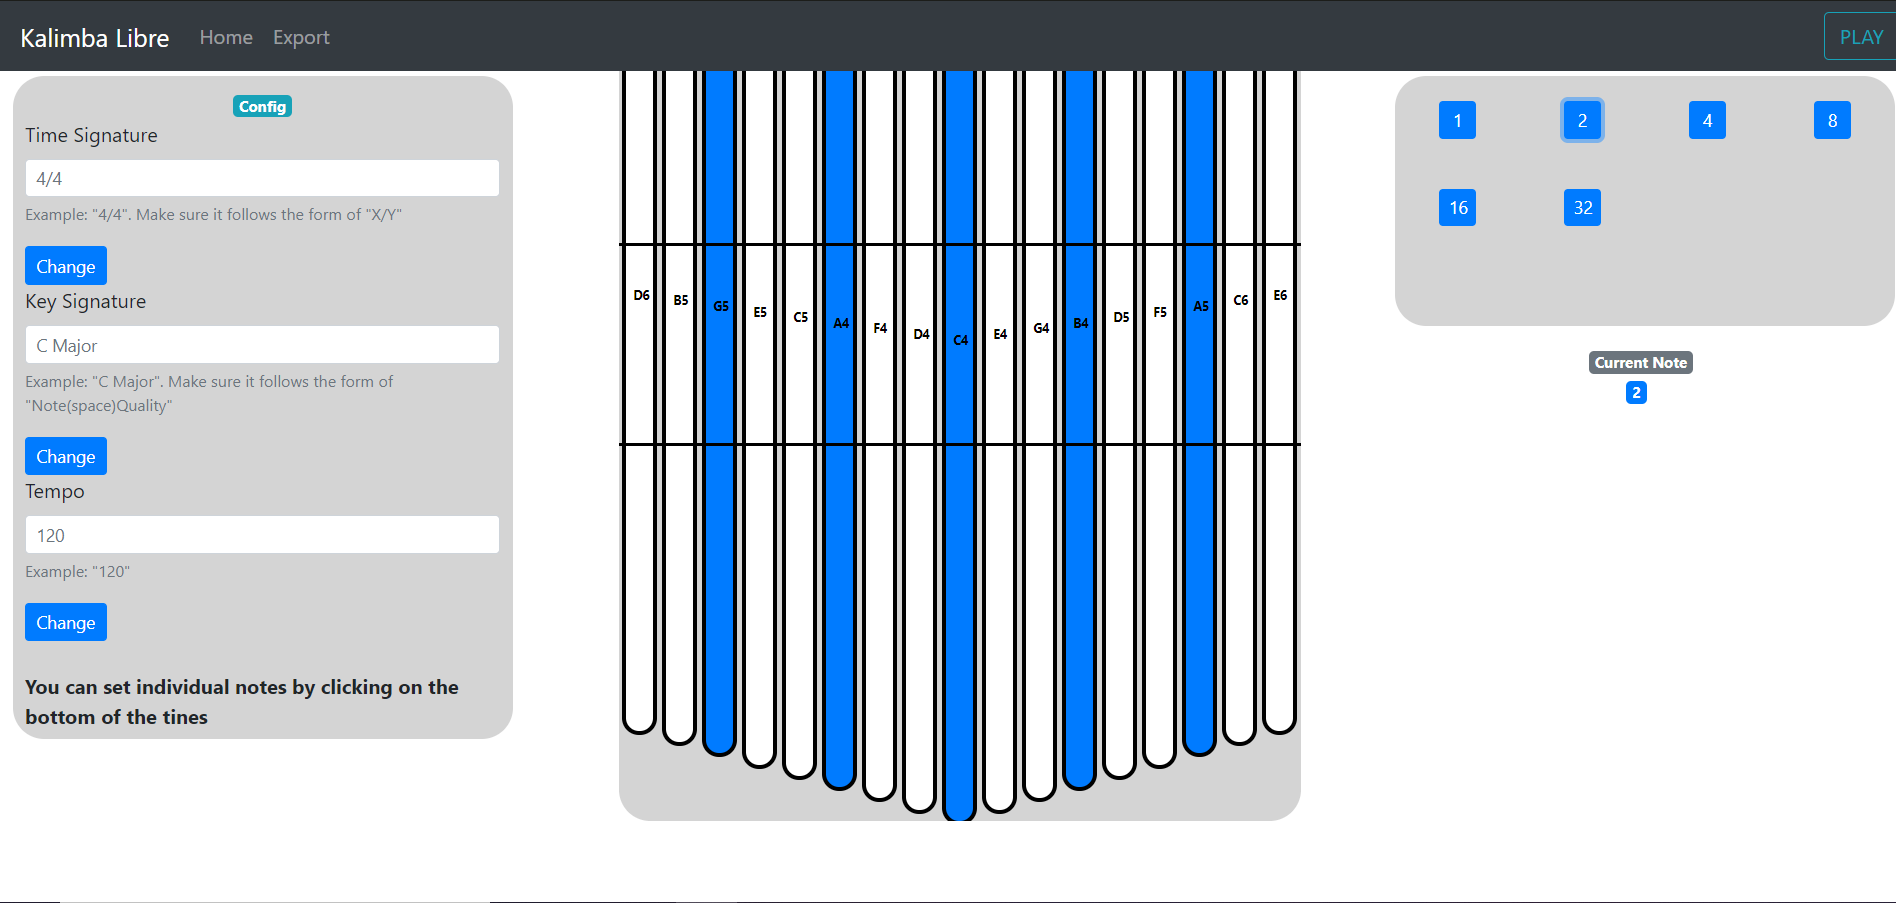 Kalimba Libre Home Export PLAY
Config
Time Signature
4/4
Example: "4/4". Make sure it follows the form of "X/Y"
Change
Key Signature
C Major
Example: "C Major". Make sure it follows the form of
"Note(space)Quality"
Change
Tempo
120
Example: "120"
Change
You can set individual notes by clicking on the
bottom of the tines
D6 B5 G5 E5 C5 A4 F4 D4 C4 E4 G4 B4 D5 F5 A5 C6 E6
1 2 4 8
16 32
Current Note
2